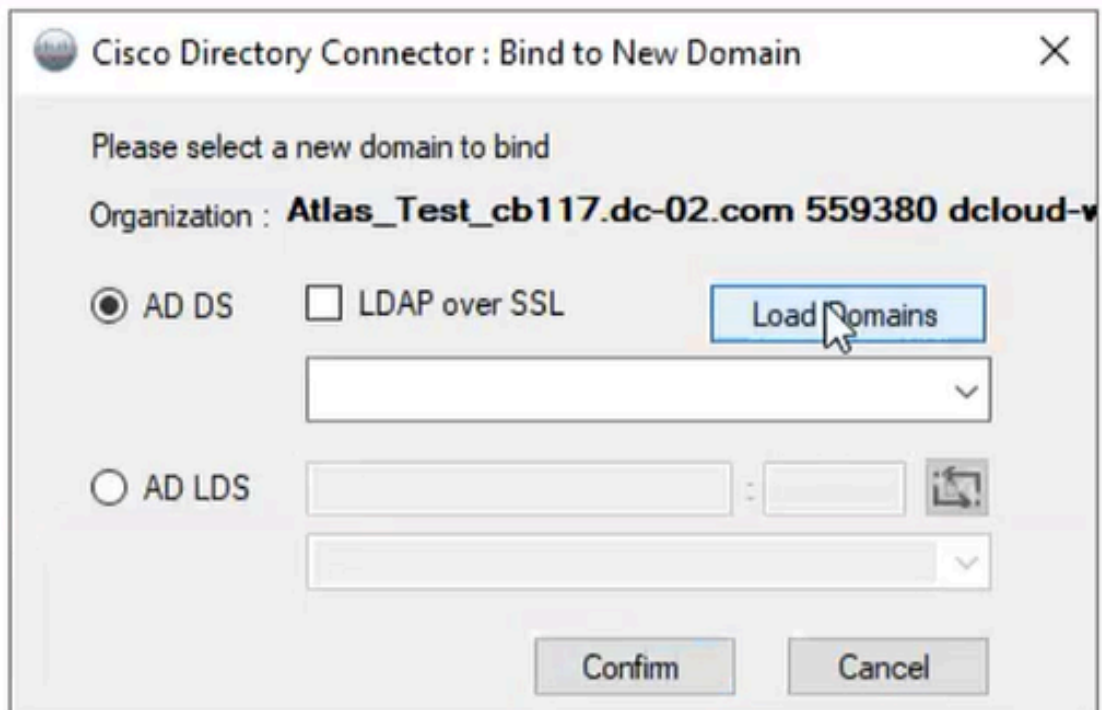 Cisco Directory Connector : Bind to New Domain
Please select a new domain to bind
Organization : Atlas_Test_cb117.dc-02.com 559380 dcloud-
AD DS LDAP over SSL Load Domains
AD LDS :
Confirm Cancel